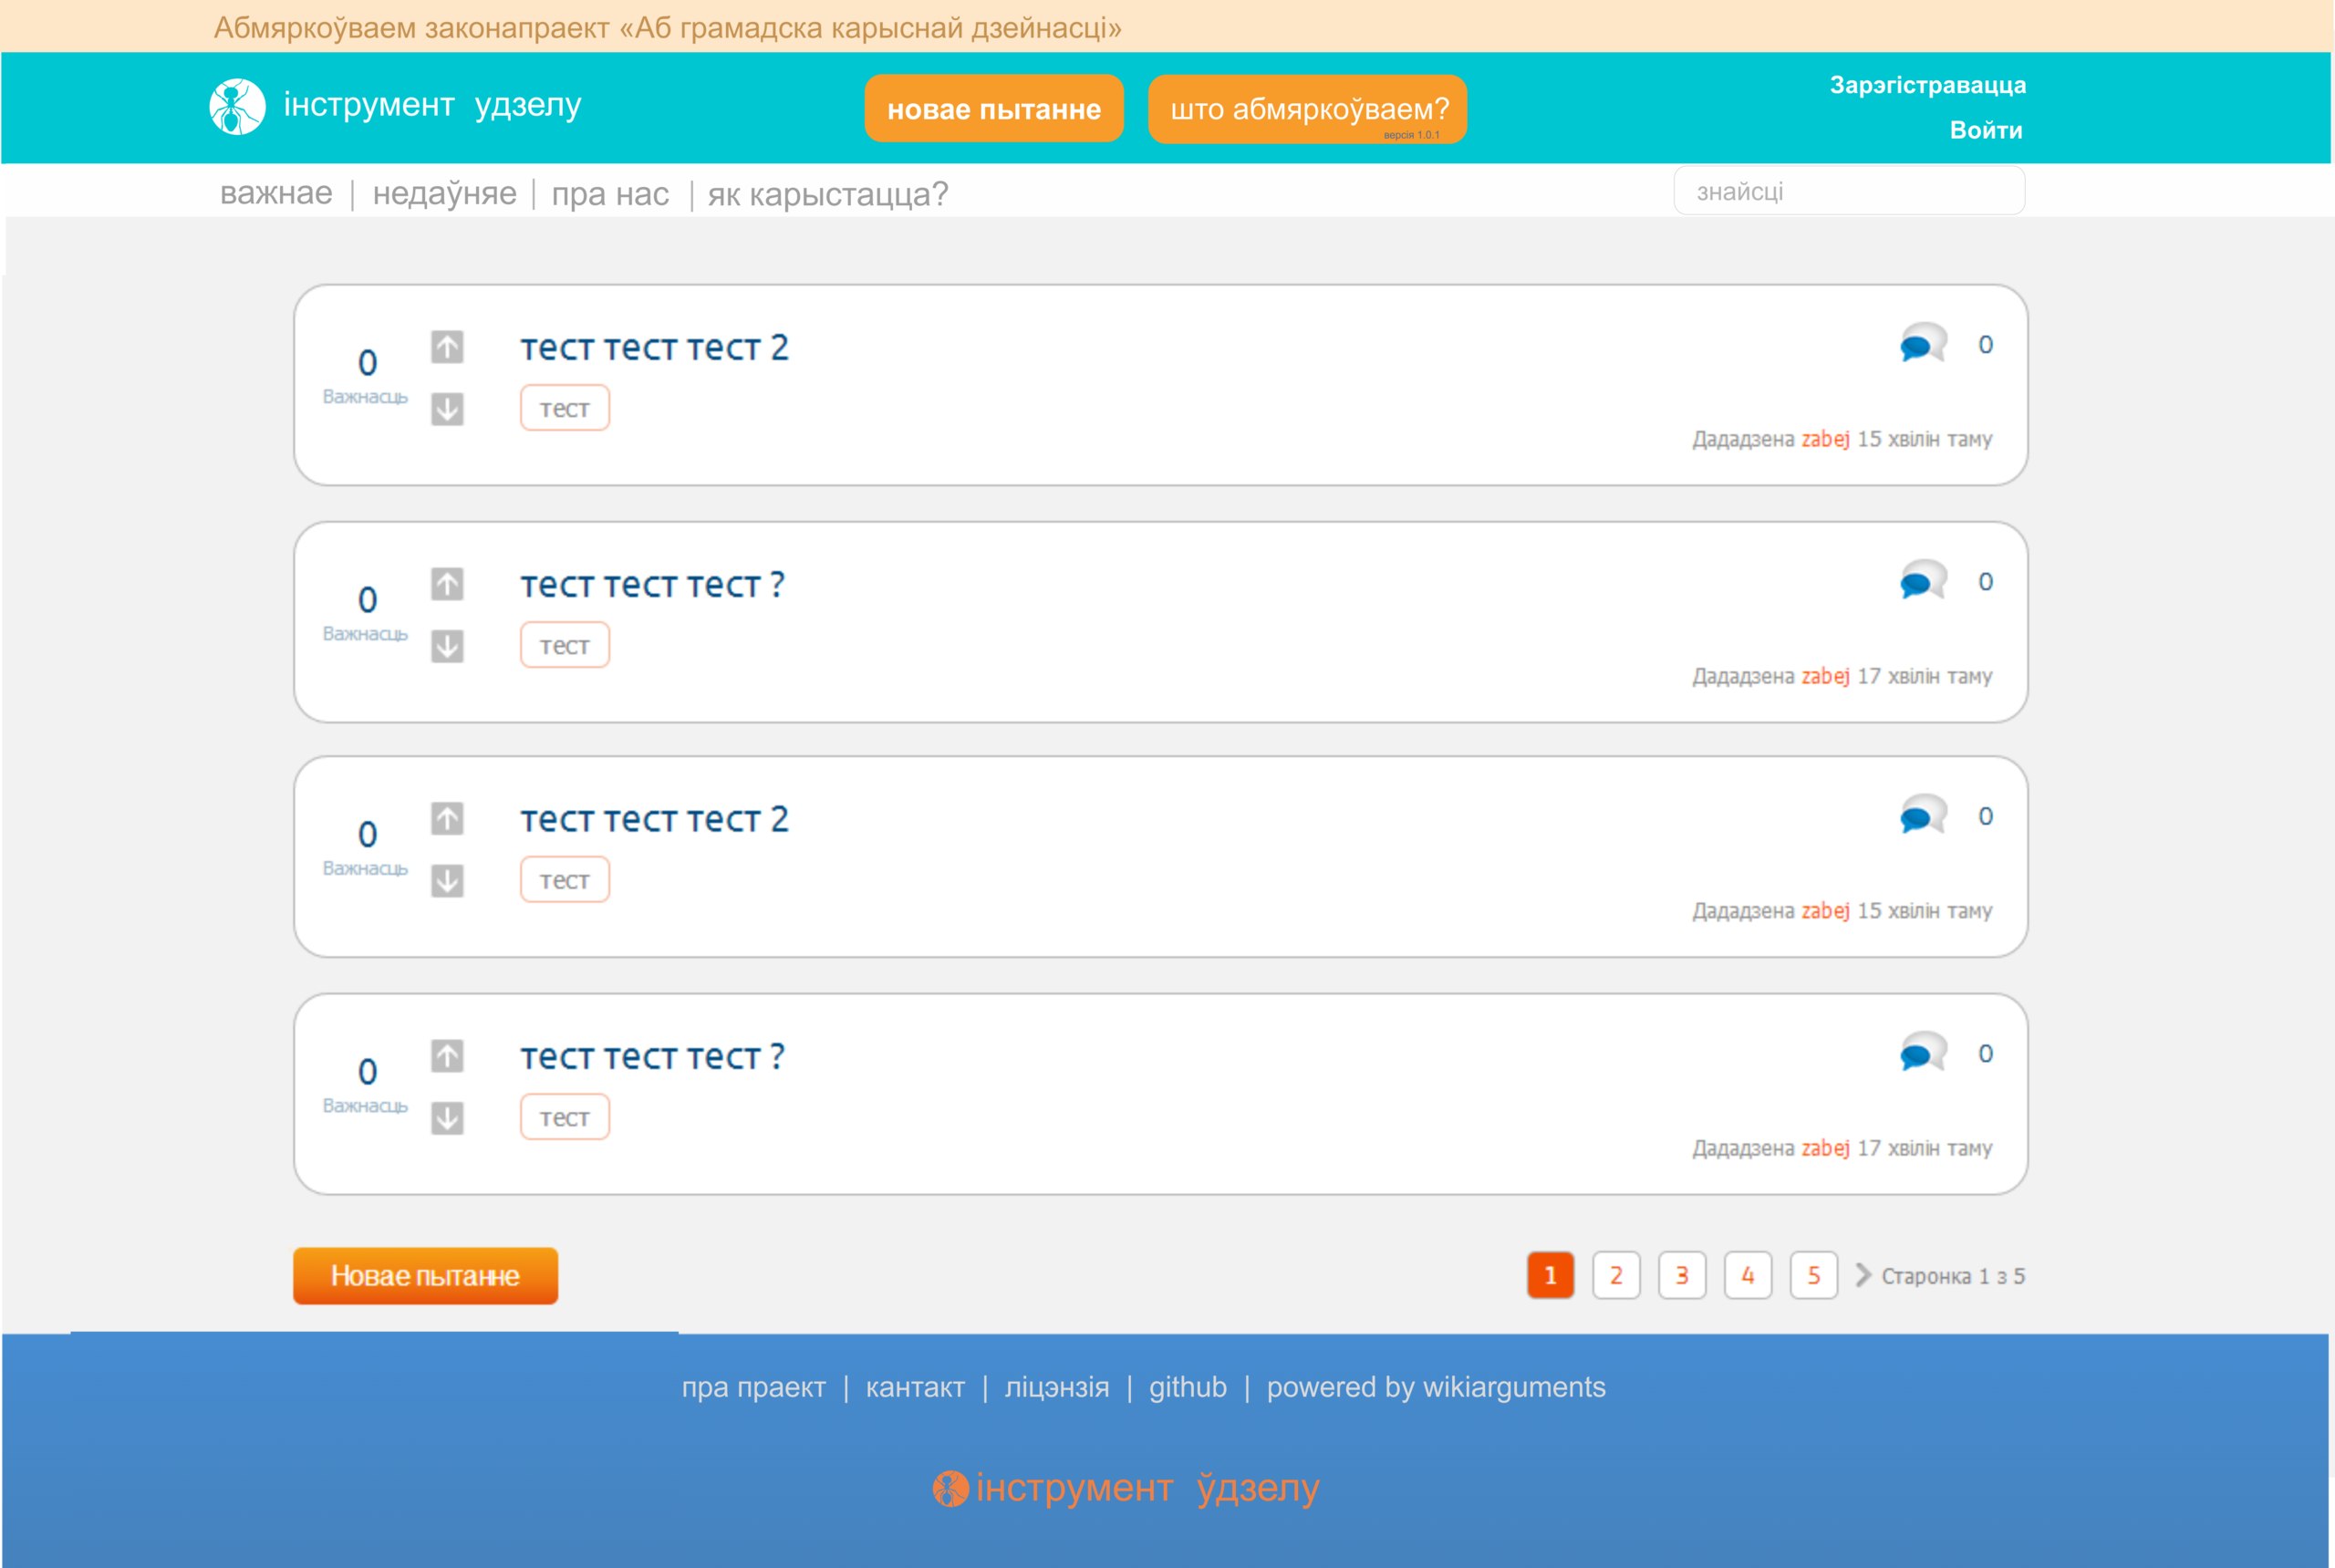 Абмяркоўваем законапраект «Аб грамадска карыснай дзейнасці»
інструмент удзелу
новае пытанне
што абмяркоўваем?
версія 1.0.1
Зарэгістравацца
Войти
важнае | недаўняе | пра нас | як карыстацца?
знайсці
0
Важнасць
тест тест тест 2
тест
0
Дададзена zabej 15 хвілін таму
0
Важнасць
тест тест тест ?
тест
0
Дададзена zabej 17 хвілін таму
0
Важнасць
тест тест тест 2
тест
0
Дададзена zabej 15 хвілін таму
0
Важнасць
тест тест тест ?
тест
0
Дададзена zabej 17 хвілін таму
Новае пытанне
1 2 3 4 5 Старонка 1 з 5
пра праект | кантакт | ліцэнзія | github | powered by wikiarguments
інструмент ўдзелу